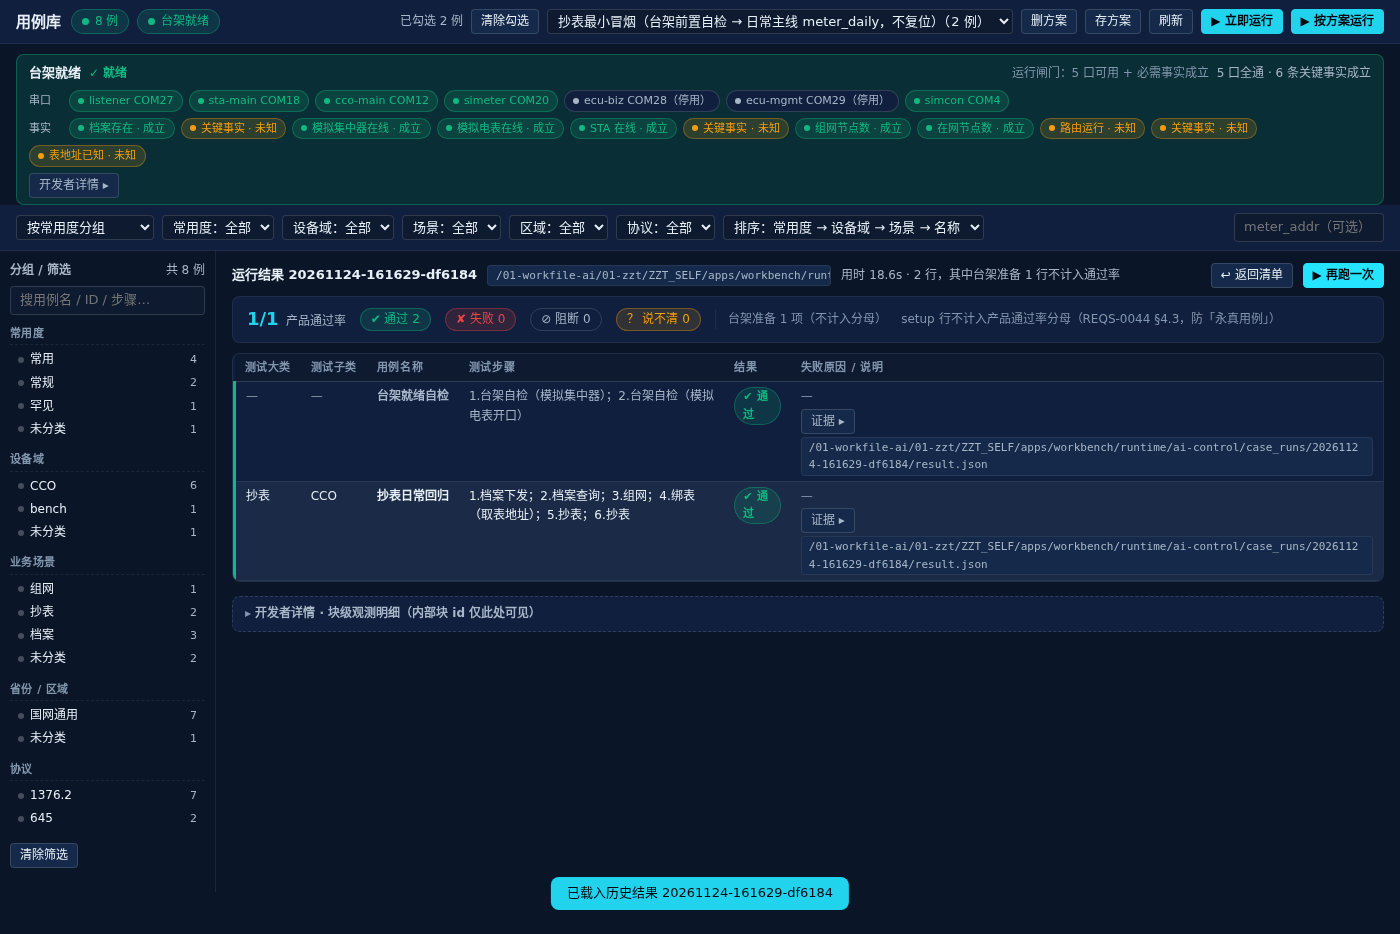 用例库 8 例 台架就绪 已勾选 2 例 清除勾选 抄表最小冒烟（台架前置自检 → 日常主线 meter_daily，不复位）（2 例） 删方案 存方案 刷新 ▶ 立即运行 ▶ 按方案运行
台架就绪 ✓ 就绪 运行闸门：5 口可用 + 必需事实成立 5 口全通 · 6 条关键事实成立
串口 listener COM27 sta-main COM18 cco-main COM12 simeter COM20 ecu-biz COM28（停用） ecu-mgmt COM29（停用） simcon COM4
事实 档案存在 · 成立 关键事实 · 未知 模拟集中器在线 · 成立 模拟电表在线 · 成立 STA 在线 · 成立 关键事实 · 未知 组网节点数 · 成立 在网节点数 · 成立 路由运行 · 未知 关键事实 · 未知
表地址已知 · 未知
开发者详情 ▸
按常用度分组 常用度：全部 设备域：全部 场景：全部 区域：全部 协议：全部 排序：常用度 → 设备域 → 场景 → 名称 meter_addr（可选）
分组 / 筛选 共 8 例
搜用例名 / ID / 步骤…
常用度
常用 4
常规 2
罕见 1
未分类 1
设备域
CCO 6
bench 1
未分类 1
业务场景
组网 1
抄表 2
档案 3
未分类 2
省份 / 区域
国网通用 7
未分类 1
协议
1376.2 7
645 2
清除筛选
运行结果 20261124-161629-df6184 /01-workfile-ai/01-zzt/ZZT_SELF/apps/workbench/runt 用时 18.6s · 2 行，其中台架准备 1 行不计入通过率 ↩ 返回清单 ▶ 再跑一次
1/1 产品通过率 ✔ 通过 2 ✘ 失败 0 ⊘ 阻断 0 ? 说不清 0 台架准备 1 项（不计入分母） setup 行不计入产品通过率分母（REQS-0044 §4.3，防「永真用例」）
测试大类 测试子类 用例名称 测试步骤 结果 失败原因 / 说明
— — 台架就绪自检 1.台架自检（模拟集中器）；2.台架自检（模拟 ✔ 通 —
电表开口） 过
证据 ▸
/01-workfile-ai/01-zzt/ZZT_SELF/apps/workbench/runtime/ai-control/case_runs/2026112
4-161629-df6184/result.json
抄表 CCO 抄表日常回归 1.档案下发；2.档案查询；3.组网；4.绑表 ✔ 通 —
（取表地址）；5.抄表；6.抄表 过
证据 ▸
/01-workfile-ai/01-zzt/ZZT_SELF/apps/workbench/runtime/ai-control/case_runs/2026112
4-161629-df6184/result.json
▸ 开发者详情 · 块级观测明细（内部块 id 仅此处可见）
已载入历史结果 20261124-161629-df6184